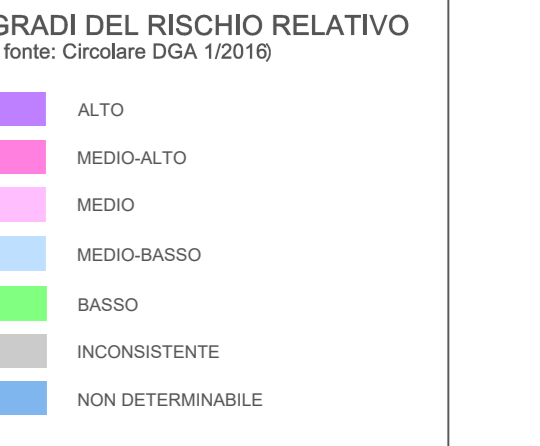 GRADI DEL RISCHIO RELATIVO
fonte: Circolare DGA 1/2016)
ALTO
MEDIO-ALTO
MEDIO
MEDIO-BASSO
BASSO
INCONSISTENTE
NON DETERMINABILE